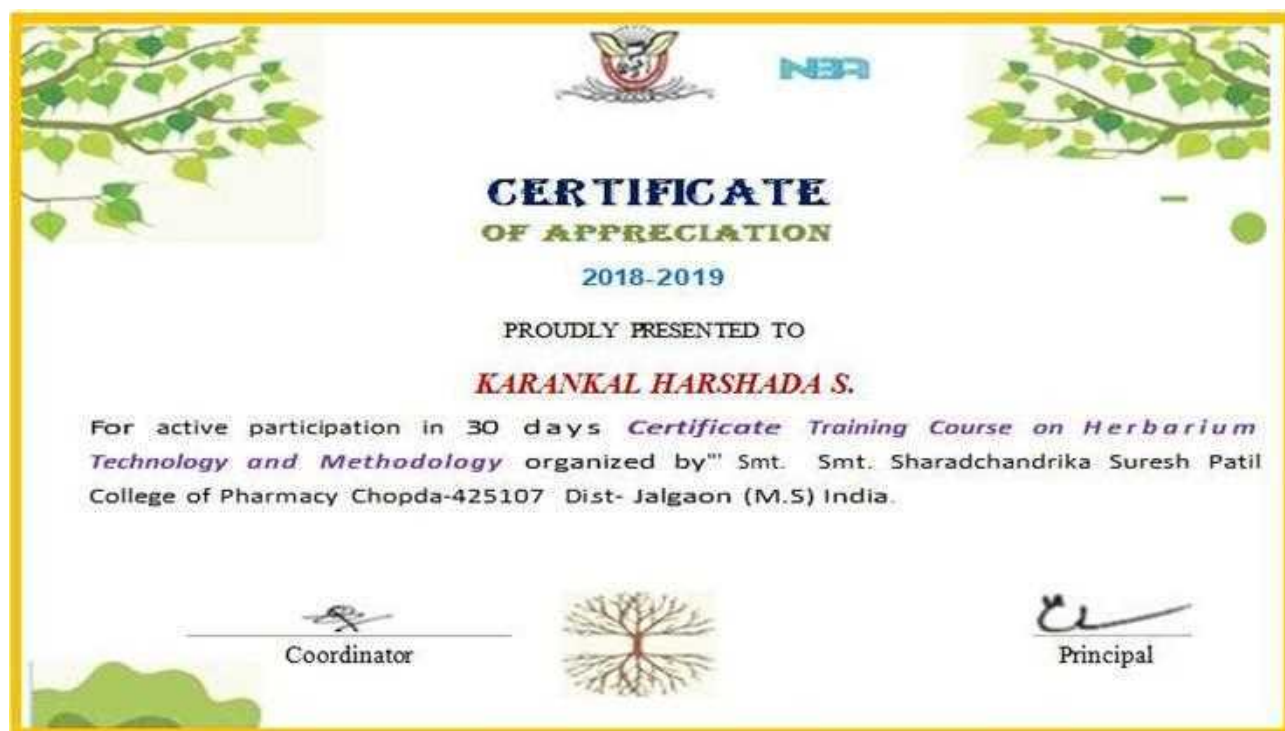 NBA
CERTIFICATE
OF APPRECIATION
2018-2019
PROUDLY PRESENTED TO
KARANKAL HARSHADA S.
For active participation in 30 days Certificate Training Course on Herbarium
Technology and Methodology organized by"' Smt. Smt. Sharadchandrika Suresh Patil
College of Pharmacy Chopda-425107 Dist- Jalgaon (M.S) India.
Coordinator
Principal